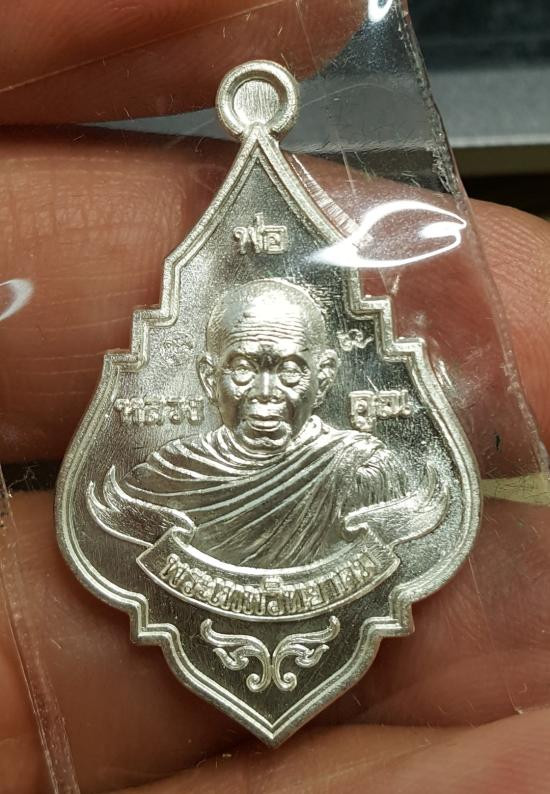 พ่อ
หลวง คูณ
พระเทพวิทยาคม